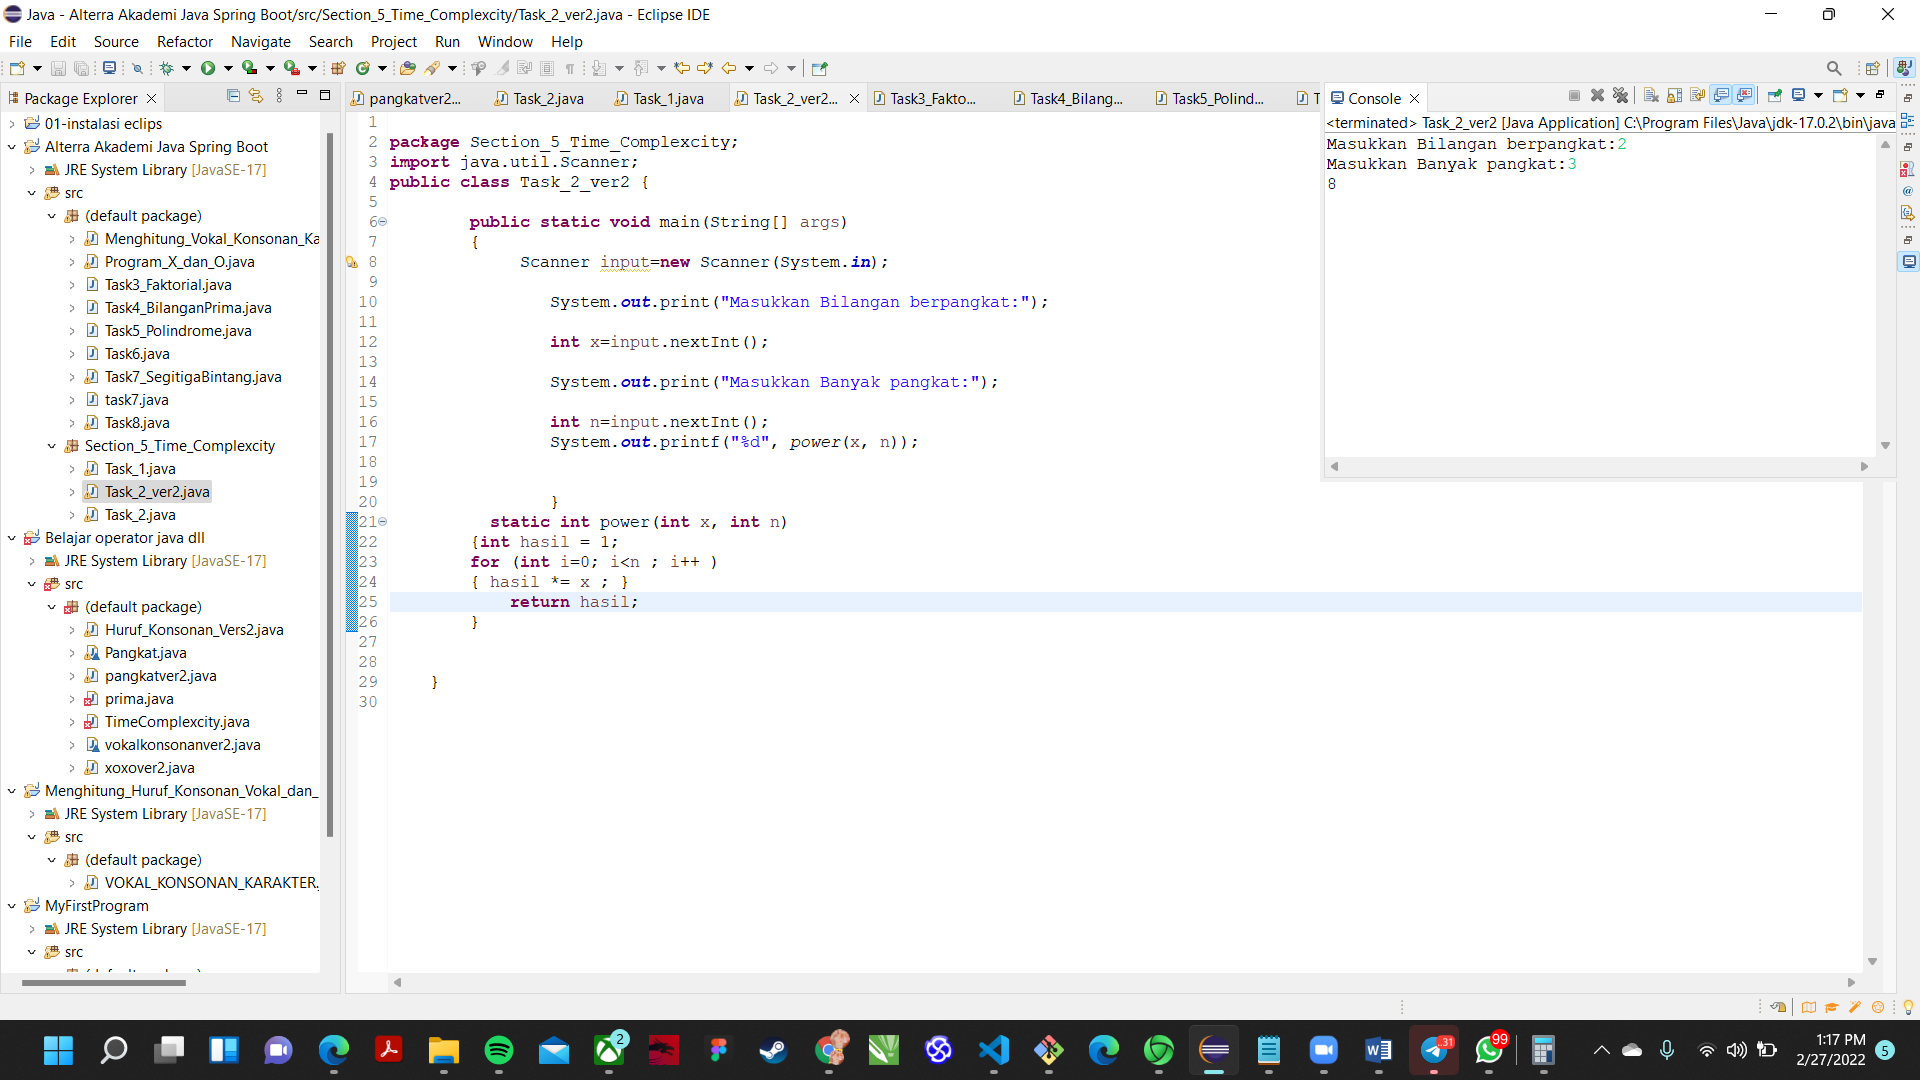 Java - Alterra Akademi Java Spring Boot/src/Section_5_Time_Complexcity/Task_2_ver2.java - Eclipse IDE
File Edit Source Refactor Navigate Search Project Run Window Help
Package Explorer
pangkatver2... Task_2.java Task_1.java Task_2_ver2... Task3_Fakto... Task4_Bilang... Task5_Polind...
Console
01-instalasi eclips
Alterra Akademi Java Spring Boot
JRE System Library [JavaSE-17]
src
(default package)
Menghitung_Vokal_Konsonan_Ka
Program_X_dan_O.java
Task3_Faktorial.java
Task4_BilanganPrima.java
Task5_Polindrome.java
Task6.java
Task7_SegitigaBintang.java
task7.java
Task8.java
Section_5_Time_Complexcity
Task_1.java
Task_2_ver2.java
Task_2.java
Belajar operator java dll
JRE System Library [JavaSE-17]
src
(default package)
Huruf_Konsonan_Vers2.java
Pangkat.java
pangkatver2.java
prima.java
TimeComplexcity.java
vokalkonsonanver2.java
xoxover2.java
Menghitung_Huruf_Konsonan_Vokal_dan_
JRE System Library [JavaSE-17]
src
(default package)
VOKAL_KONSONAN_KARAKTER.
MyFirstProgram
JRE System Library [JavaSE-17]
src
1
2 package Section_5_Time_Complexcity;
3 import java.util.Scanner;
4 public class Task_2_ver2 {
5
6 public static void main(String[] args)
7 {
8 Scanner input=new Scanner(System.in);
9
10 System.out.print("Masukkan Bilangan berpangkat:");
11
12 int x=input.nextInt();
13
14 System.out.print("Masukkan Banyak pangkat:");
15
16 int n=input.nextInt();
17 System.out.printf("%d", power(x, n));
18
19
20 }
21 static int power(int x, int n)
22 {int hasil = 1;
23 for (int i=0; i<n ; i++ )
24 { hasil *= x ; }
25 return hasil;
26 }
27
28
29 }
30
<terminated> Task_2_ver2 [Java Application] C:\Program Files\Java\jdk-17.0.2\bin\java
Masukkan Bilangan berpangkat:2
Masukkan Banyak pangkat:3
8
2
31
99
1:17 PM
2/27/2022
5